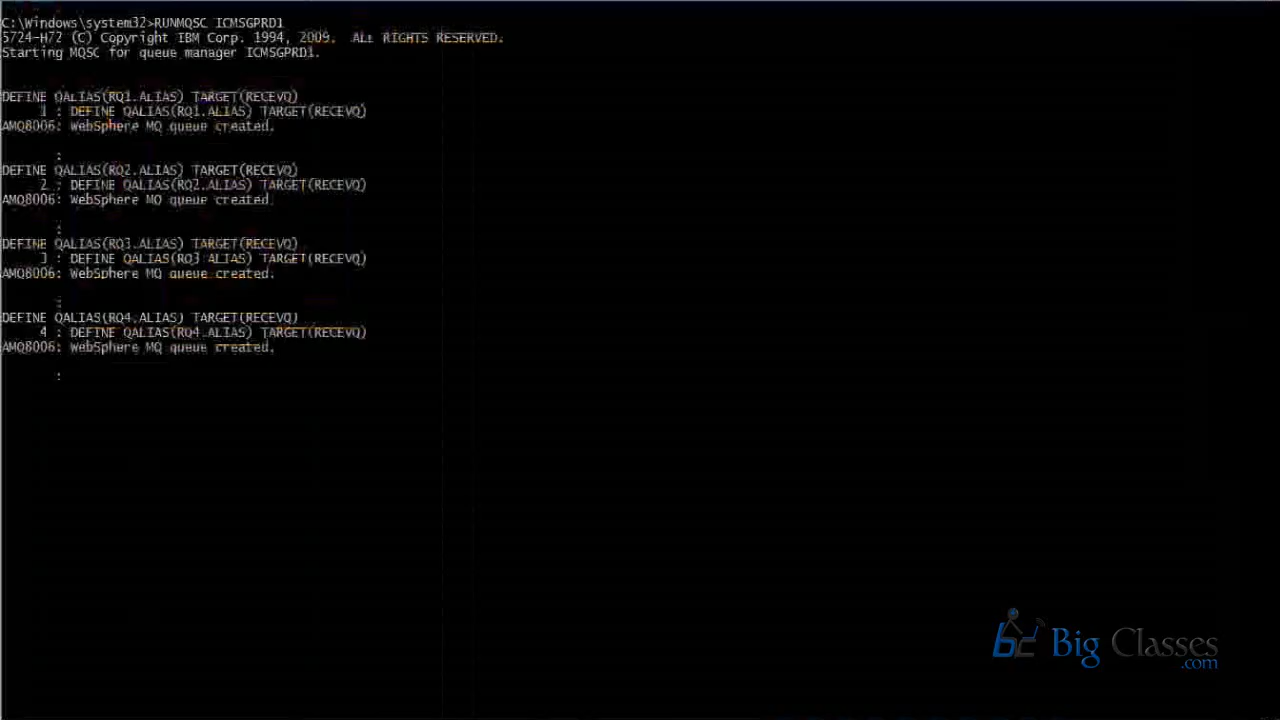 C:\Windows\system32>RUNMQSC ICMSGPRD1
5724-H72 (C) Copyright IBM Corp. 1994, 2009.  ALL RIGHTS RESERVED.
Starting MQSC for queue manager ICMSGPRD1.
DEFINE QALIAS(RQ1.ALIAS) TARGET(RECEVQ)
1 : DEFINE QALIAS(RQ1.ALIAS) TARGET(RECEVQ)
AMQ8006: WebSphere MQ queue created.
:
DEFINE QALIAS(RQ2.ALIAS) TARGET(RECEVQ)
2 : DEFINE QALIAS(RQ2.ALIAS) TARGET(RECEVQ)
AMQ8006: WebSphere MQ queue created.
:
DEFINE QALIAS(RQ3.ALIAS) TARGET(RECEVQ)
3 : DEFINE QALIAS(RQ3.ALIAS) TARGET(RECEVQ)
AMQ8006: WebSphere MQ queue created.
:
DEFINE QALIAS(RQ4.ALIAS) TARGET(RECEVQ)
4 : DEFINE QALIAS(RQ4.ALIAS) TARGET(RECEVQ)
AMQ8006: WebSphere MQ queue created.
:
bc Big Classes
.com